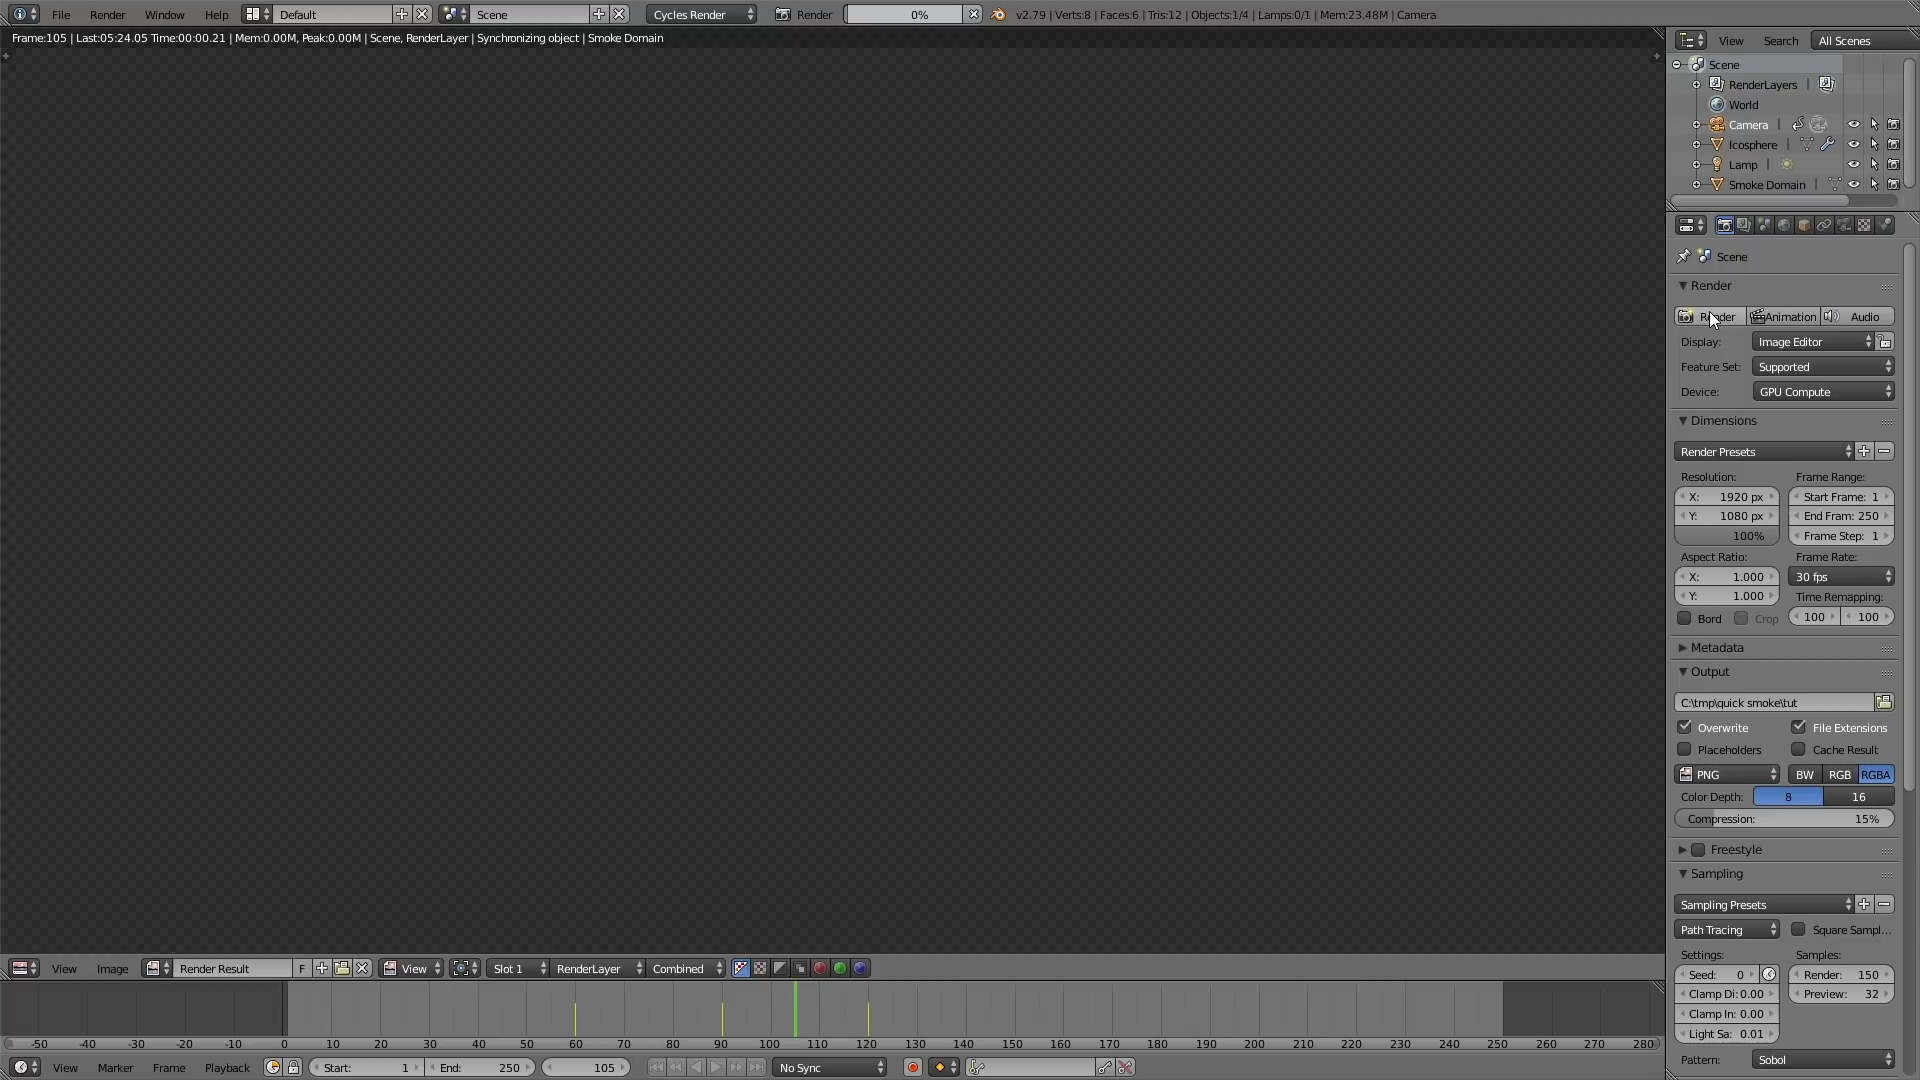 File Render Window Help Default Scene Cycles Render Render 0% v2.79 | Verts:8 | Faces:6 | Tris:12 | Objects:1/4 | Lamps:0/1 | Mem:23.48M | Camera
Frame:105 | Last:05:24.05 Time:00:00.21 | Mem:0.00M, Peak:0.00M | Scene, RenderLayer | Synchronizing object | Smoke Domain
View Search All Scenes
Scene
RenderLayers
World
Camera
Icosphere
Lamp
Smoke Domain
Scene
Render
Render Animation Audio
Display: Image Editor
Feature Set: Supported
Device: GPU Compute
Dimensions
Render Presets
Resolution: Frame Range:
X: 1920 px Start Frame: 1
Y: 1080 px End Fram: 250
100% Frame Step: 1
Aspect Ratio: Frame Rate:
X: 1.000 30 fps
Y: 1.000 Time Remapping:
Bord Crop 100 100
Metadata
Output
C:\tmp\quick smoke\tut
Overwrite File Extensions
Placeholders Cache Result
PNG BW RGB RGBA
Color Depth: 8 16
Compression: 15%
Freestyle
Sampling
Sampling Presets
Path Tracing Square Sampl...
Settings: Samples:
Seed: 0 Render: 150
Clamp Di: 0.00 Preview: 32
Clamp In: 0.00
Light Sa: 0.01
Pattern: Sobol
View Image Render Result F View Slot 1 RenderLayer Combined
-50 -40 -30 -20 -10 0 10 20 30 40 50 60 70 80 90 100 110 120 130 140 150 160 170 180 190 200 210 220 230 240 250 260 270 280
View Marker Frame Playback Start: 1 End: 250 105 No Sync